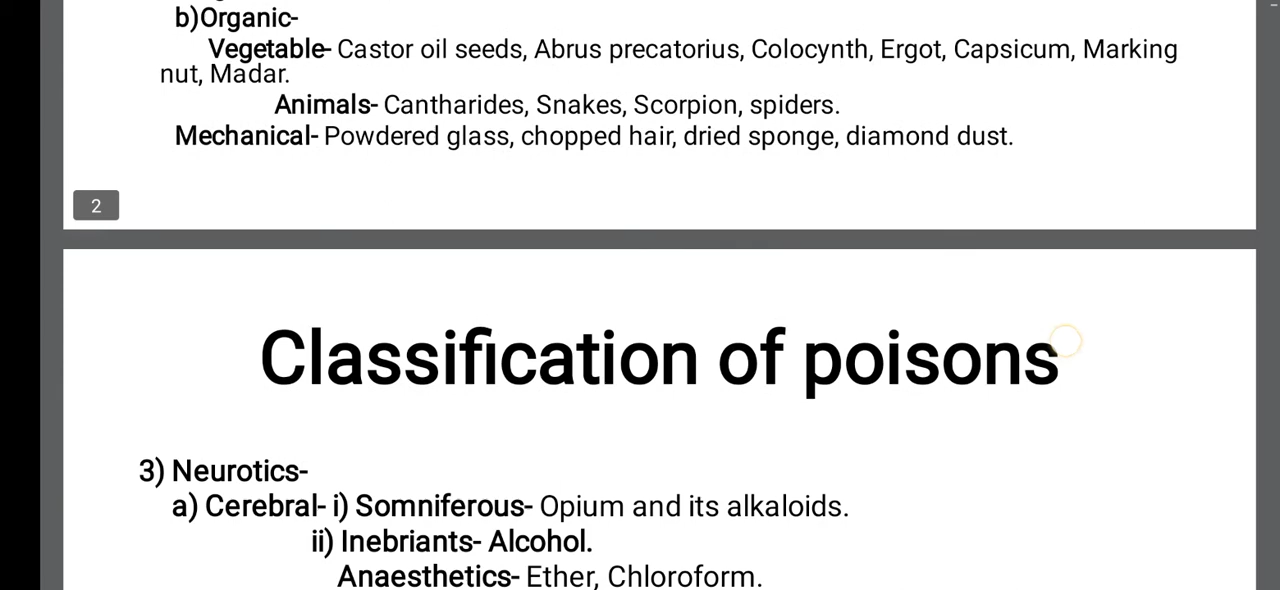 b)Organic-
Vegetable- Castor oil seeds, Abrus precatorius, Colocynth, Ergot, Capsicum, Marking
nut, Madar.
Animals- Cantharides, Snakes, Scorpion, spiders.
Mechanical- Powdered glass, chopped hair, dried sponge, diamond dust.
2
Classification of poisons
3) Neurotics-
a) Cerebral- i) Somniferous- Opium and its alkaloids.
ii) Inebriants- Alcohol.
Anaesthetics- Ether, Chloroform.